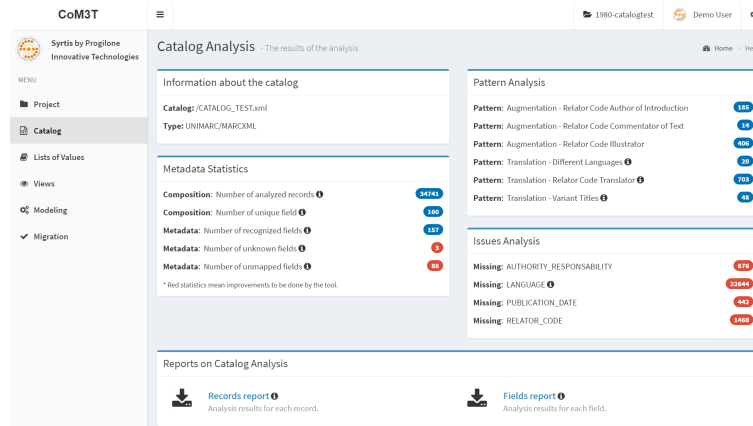 CoM3T
1980-catalogtest
Demo User
Syrtis by Progilone
Innovative Technologies
MENU
Project
Catalog
Lists of Values
Views
Modeling
Migration
Catalog Analysis - The results of the analysis
Home > He
Information about the catalog
Catalog: /CATALOG_TEST.xml
Type: UNIMARC/MARCXML
Metadata Statistics
Composition: Number of analyzed records 34741
Composition: Number of unique field 160
Metadata: Number of recognized fields 157
Metadata: Number of unknown fields 3
Metadata: Number of unmapped fields 88
* Red statistics mean improvements to be done by the tool.
Pattern Analysis
Pattern: Augmentation - Relator Code Author of Introduction 185
Pattern: Augmentation - Relator Code Commentator of Text 14
Pattern: Augmentation - Relator Code Illustrator 406
Pattern: Translation - Different Languages 20
Pattern: Translation - Relator Code Translator 703
Pattern: Translation - Variant Titles 48
Issues Analysis
Missing: AUTHORITY_RESPONSABILITY 676
Missing: LANGUAGE 22644
Missing: PUBLICATION_DATE 442
Missing: RELATOR_CODE 1468
Reports on Catalog Analysis
Records report
Analysis results for each record.
Fields report
Analysis results for each field.